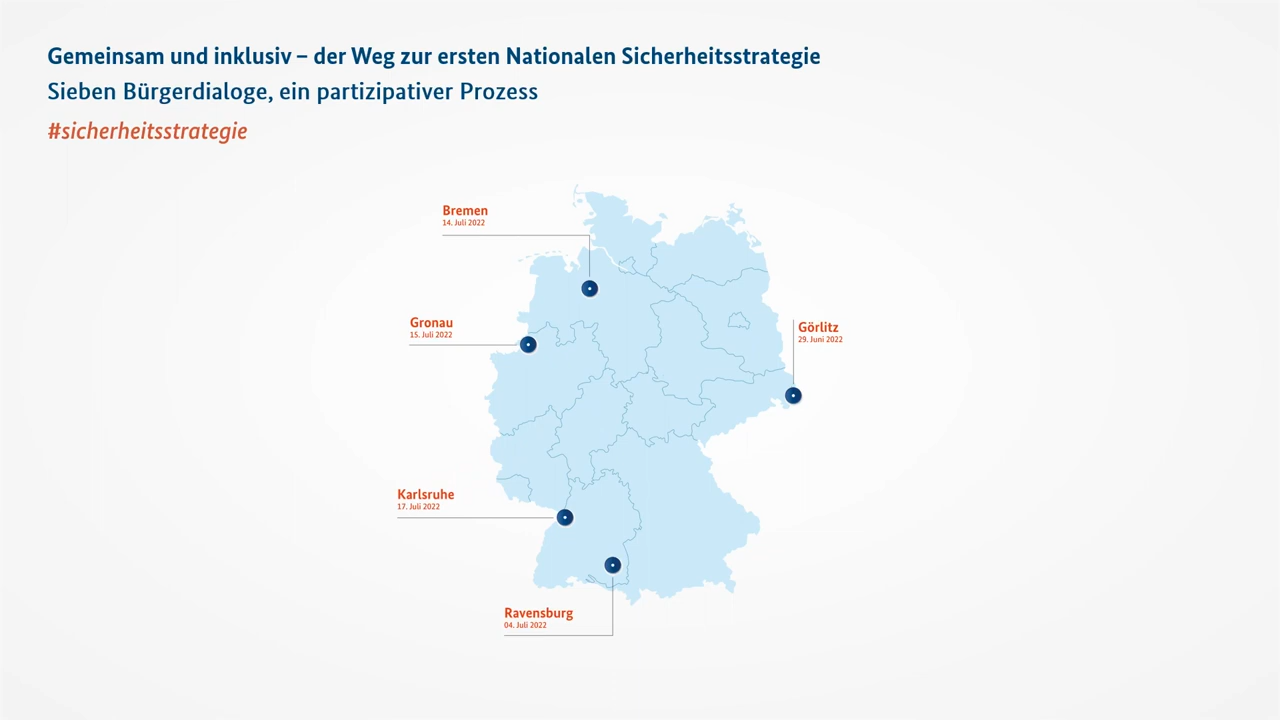 Gemeinsam und inklusiv – der Weg zur ersten Nationalen Sicherheitsstrategie
Sieben Bürgerdialoge, ein partizipativer Prozess
#sicherheitsstrategie
Bremen
14. Juli 2022
Gronau
15. Juli 2022
Görlitz
29. Juni 2022
Karlsruhe
17. Juli 2022
Ravensburg
04. Juli 2022